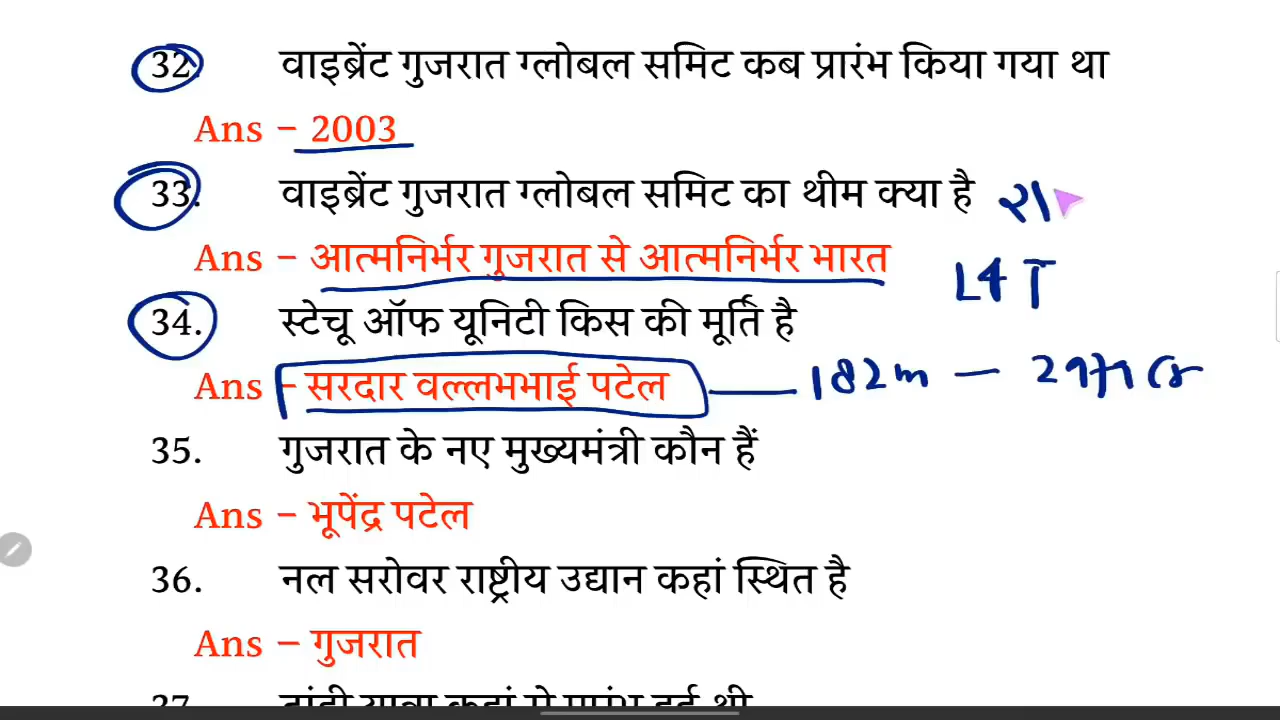 32. वाइब्रेंट गुजरात ग्लोबल समिट कब प्रारंभ किया गया था
Ans – 2003
33. वाइब्रेंट गुजरात ग्लोबल समिट का थीम क्या है
Ans – आत्मनिर्भर गुजरात से आत्मनिर्भर भारत
L&T
34. स्टेचू ऑफ यूनिटी किस की मूर्ति है
Ans – सरदार वल्लभभाई पटेल — 182m —
35. गुजरात के नए मुख्यमंत्री कौन हैं
Ans – भूपेंद्र पटेल
36. नल सरोवर राष्ट्रीय उद्यान कहां स्थित है
Ans – गुजरात